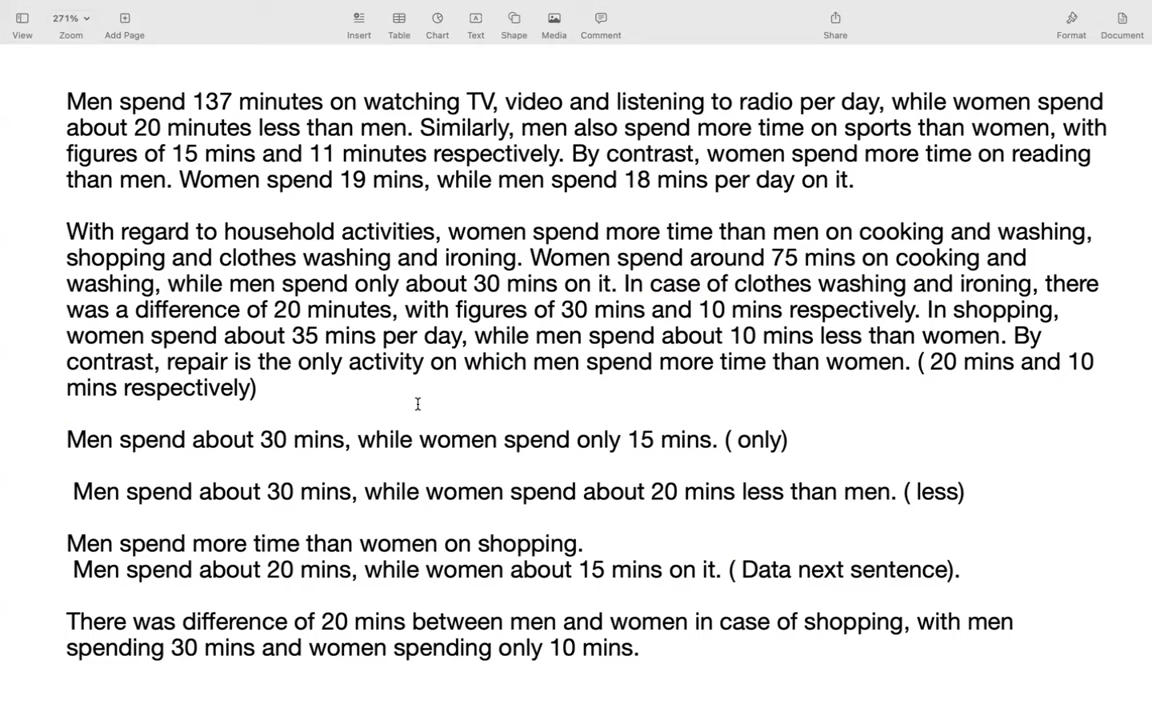 271%
View
Zoom
Add Page
Insert
Table
Chart
Text
Shape
Media
Comment
Share
Format
Document
Men spend 137 minutes on watching TV, video and listening to radio per day, while women spend
about 20 minutes less than men. Similarly, men also spend more time on sports than women, with
figures of 15 mins and 11 minutes respectively. By contrast, women spend more time on reading
than men. Women spend 19 mins, while men spend 18 mins per day on it.
With regard to household activities, women spend more time than men on cooking and washing,
shopping and clothes washing and ironing. Women spend around 75 mins on cooking and
washing, while men spend only about 30 mins on it. In case of clothes washing and ironing, there
was a difference of 20 minutes, with figures of 30 mins and 10 mins respectively. In shopping,
women spend about 35 mins per day, while men spend about 10 mins less than women. By
contrast, repair is the only activity on which men spend more time than women. ( 20 mins and 10
mins respectively)
Men spend about 30 mins, while women spend only 15 mins. ( only)
Men spend about 30 mins, while women spend about 20 mins less than men. ( less)
Men spend more time than women on shopping.
Men spend about 20 mins, while women about 15 mins on it. ( Data next sentence).
There was difference of 20 mins between men and women in case of shopping, with men
spending 30 mins and women spending only 10 mins.